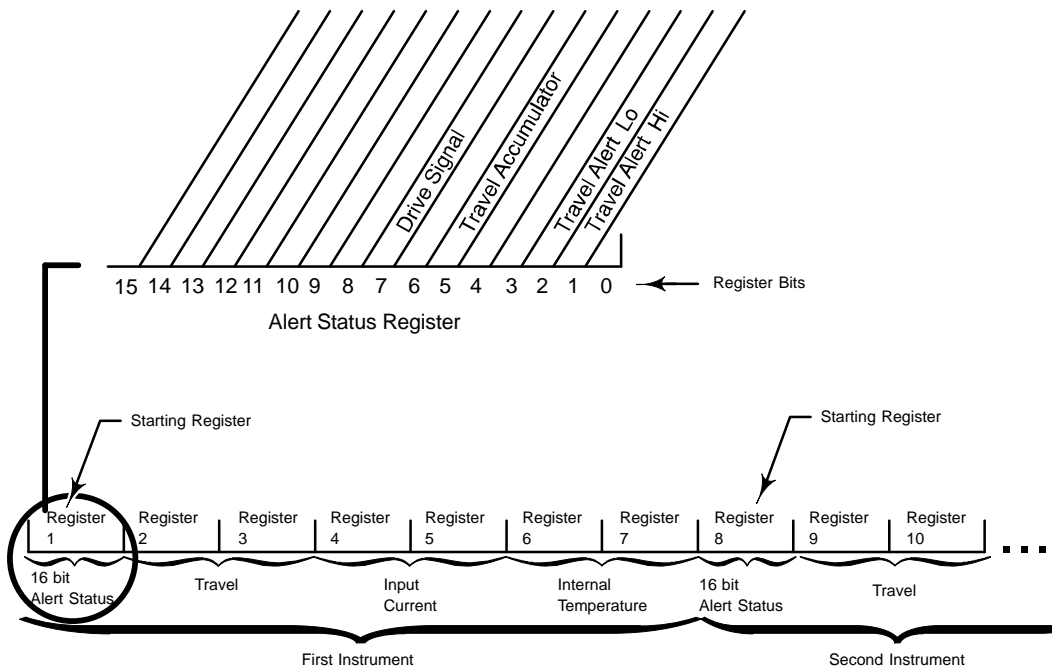 Drive Signal
Travel Accumulator
Travel Alert Lo
Travel Alert Hi
15 14 13 12 11 10 9 8 7 6 5 4 3 2 1 0
Register Bits
Alert Status Register
Starting Register
Starting Register
Register 1
Register 2
Register 3
Register 4
Register 5
Register 6
Register 7
Register 8
Register 9
Register 10
16 bit
Alert Status
Travel
Input
Current
Internal
Temperature
16 bit
Alert Status
Travel
First Instrument
Second Instrument